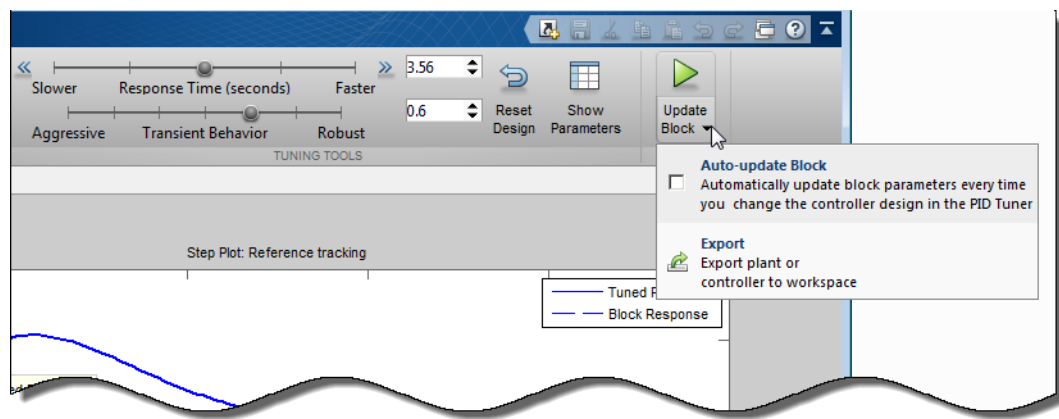 3.56
Slower Response Time (seconds) Faster
0.6
Aggressive Transient Behavior Robust
Reset
Design
Show
Parameters
Update
Block
TUNING TOOLS
Auto-update Block
Automatically update block parameters every time
you change the controller design in the PID Tuner
Export
Export plant or
controller to workspace
Step Plot: Reference tracking
Tuned
Block Response